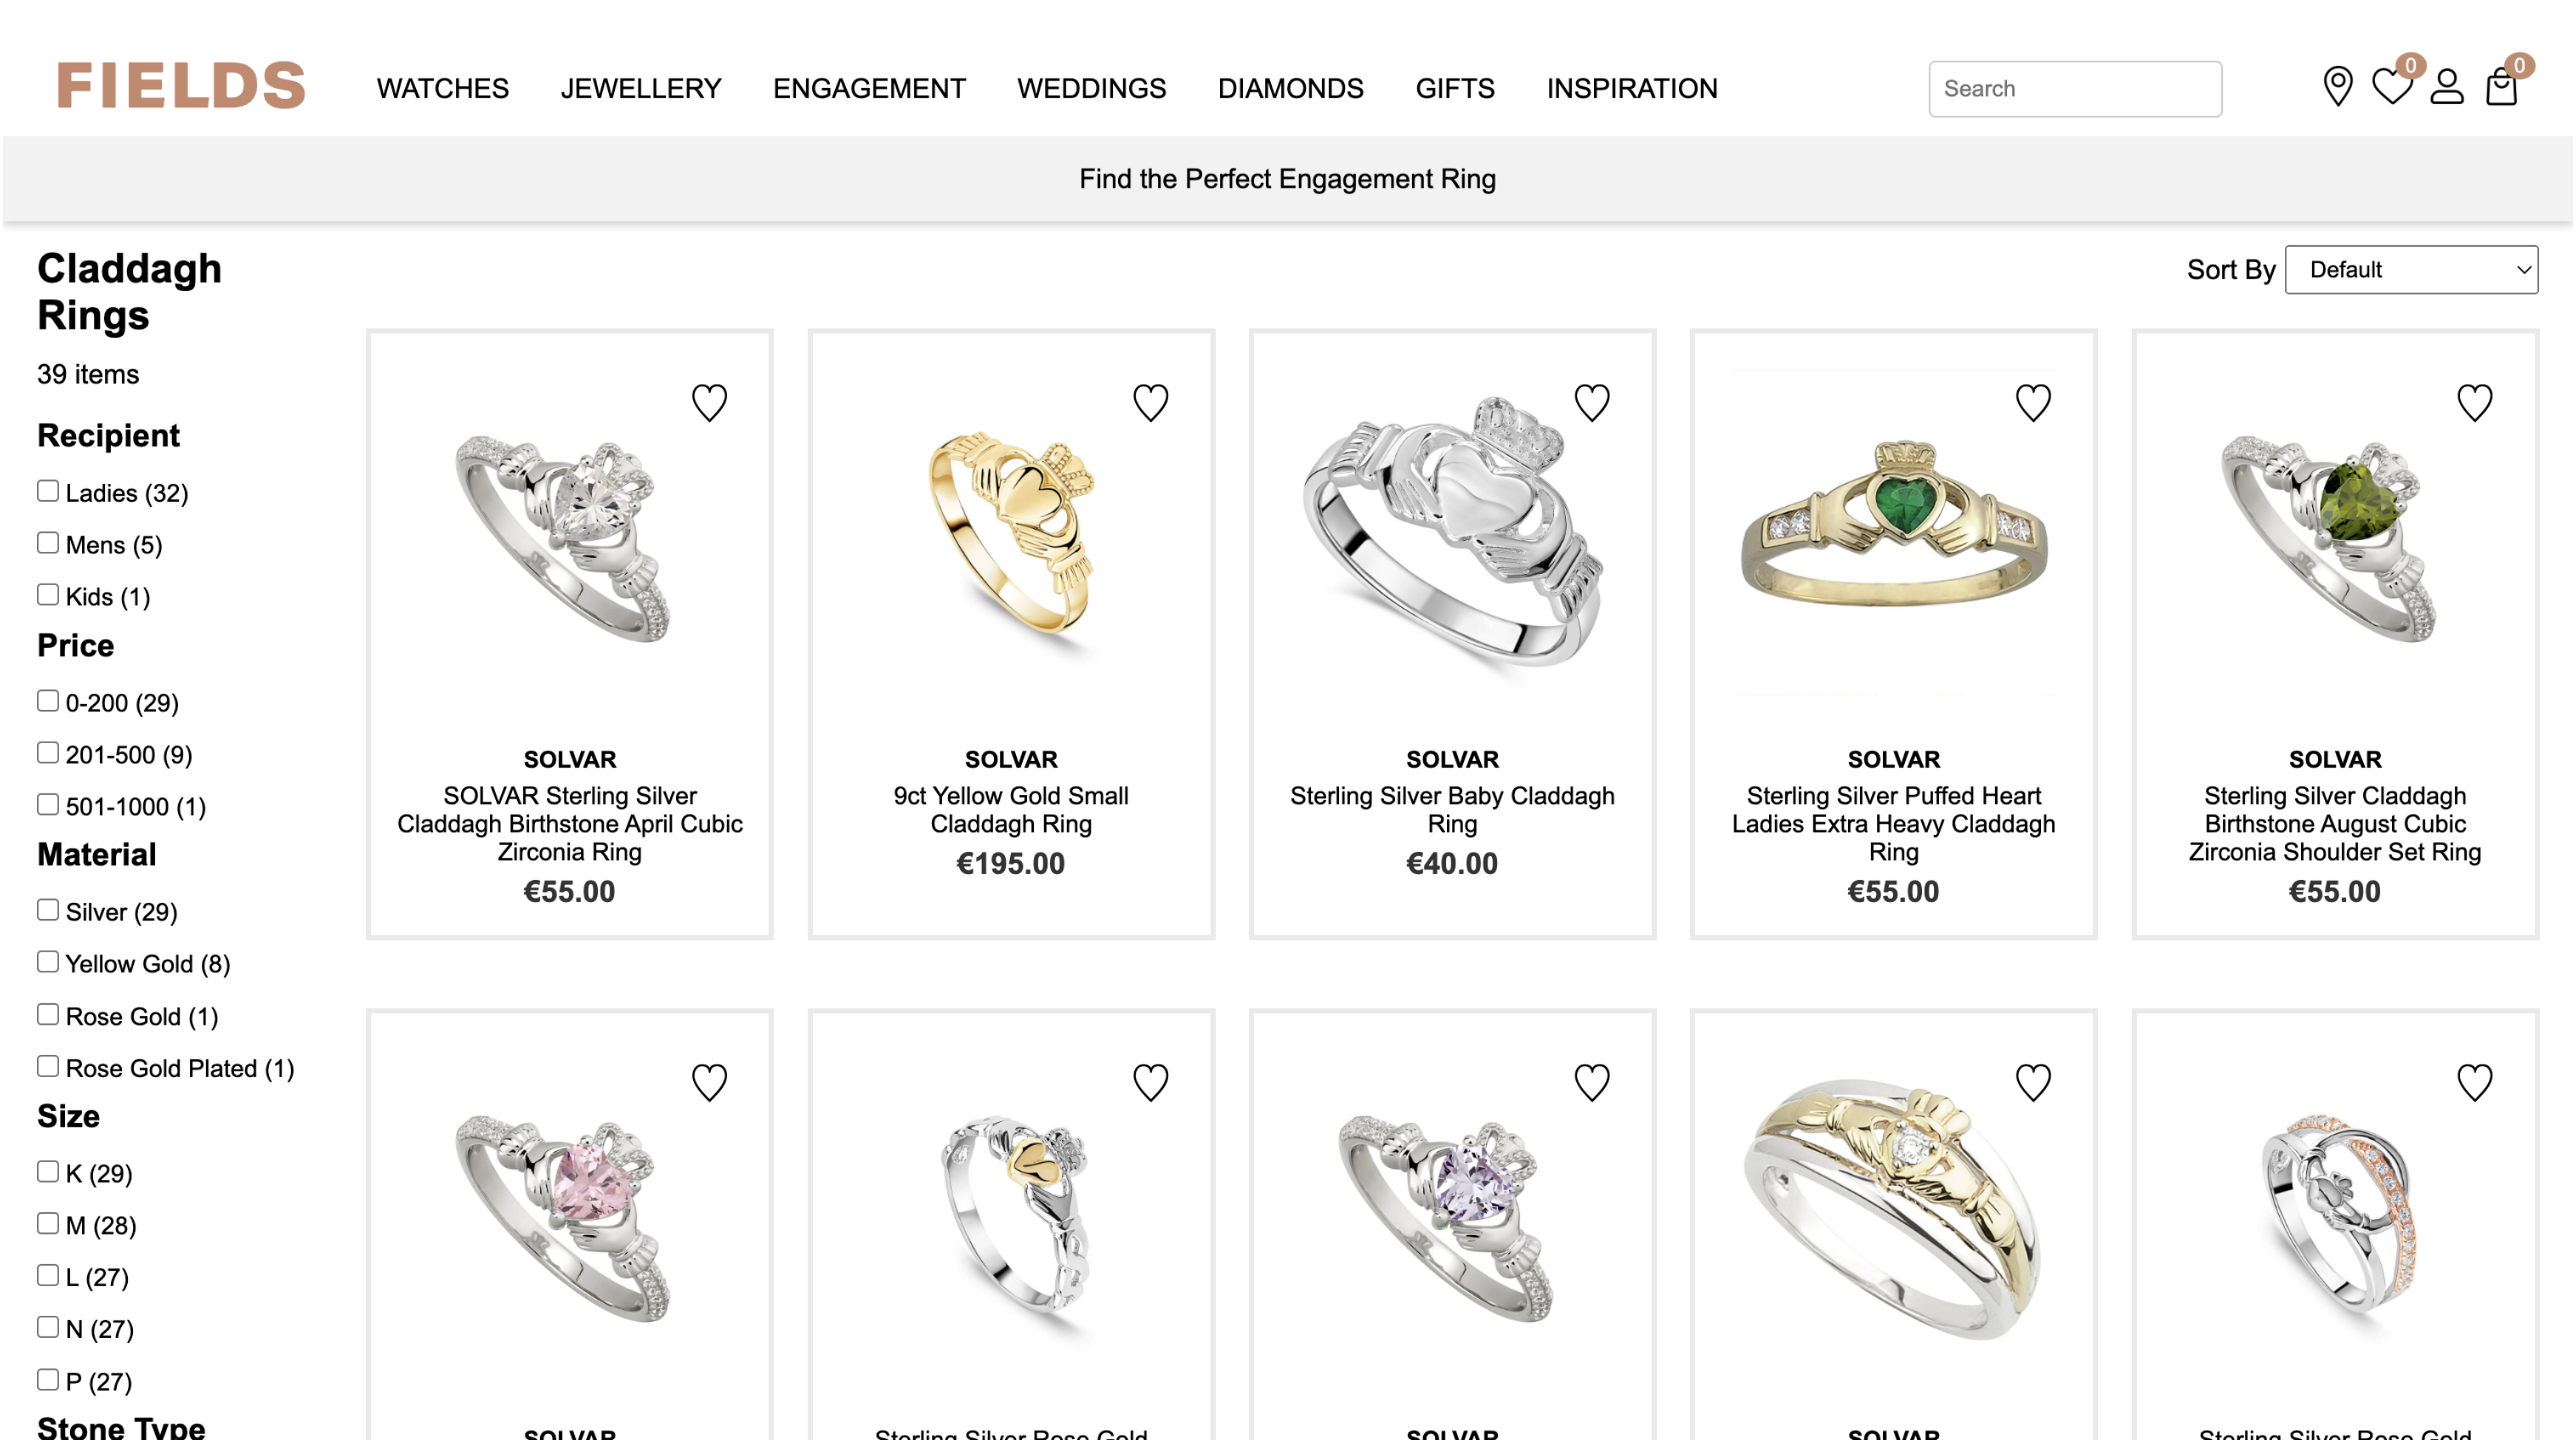 FIELDS
WATCHES
JEWELLERY
ENGAGEMENT
WEDDINGS
DIAMONDS
GIFTS
INSPIRATION
Search
0
0
Find the Perfect Engagement Ring
Claddagh
Rings
39 items
Sort By
Default
Recipient
Ladies (32)
Mens (5)
Kids (1)
Price
0-200 (29)
201-500 (9)
501-1000 (1)
Material
Silver (29)
Yellow Gold (8)
Rose Gold (1)
Rose Gold Plated (1)
Size
K (29)
M (28)
L (27)
N (27)
P (27)
Stone Type
SOLVAR
SOLVAR Sterling Silver
Claddagh Birthstone April Cubic
Zirconia Ring
€55.00
SOLVAR
9ct Yellow Gold Small
Claddagh Ring
€195.00
SOLVAR
Sterling Silver Baby Claddagh
Ring
€40.00
SOLVAR
Sterling Silver Puffed Heart
Ladies Extra Heavy Claddagh
Ring
€55.00
SOLVAR
Sterling Silver Claddagh
Birthstone August Cubic
Zirconia Shoulder Set Ring
€55.00
SOLVAR
Sterling Silver Rose Gold
SOLVAR
SOLVAR
Sterling Silver Rose Gold